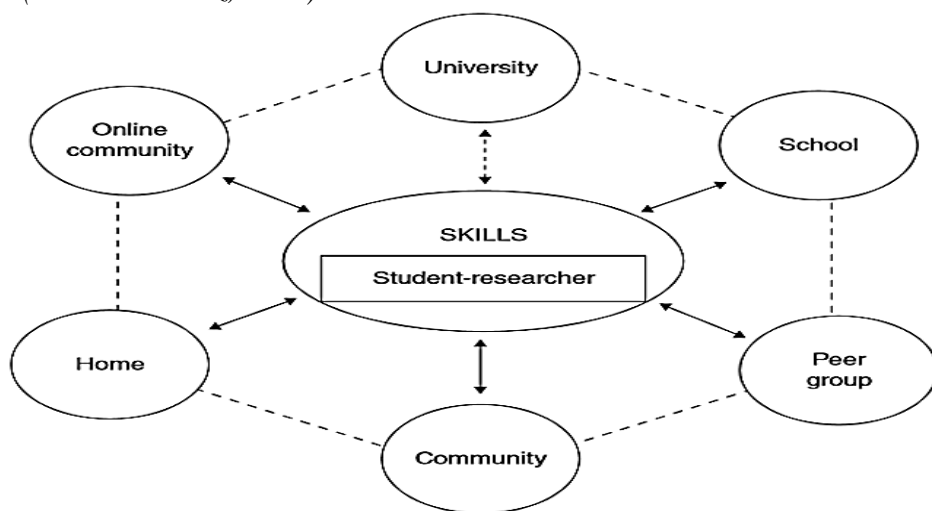 University
Online
community
School
SKILLS
Student-researcher
Home
Peer
group
Community